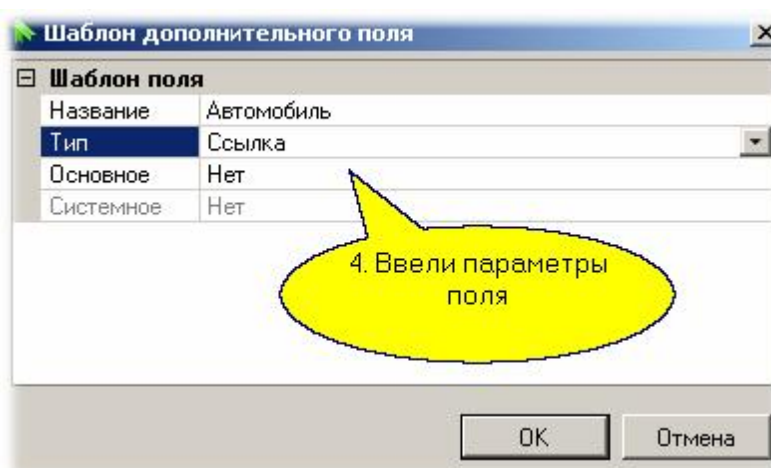 Шаблон дополнительного поля
Шаблон поля
Название Автомобиль
Тип Ссылка
Основное Нет
Системное Нет
4. Ввели параметры
поля
OK Отмена